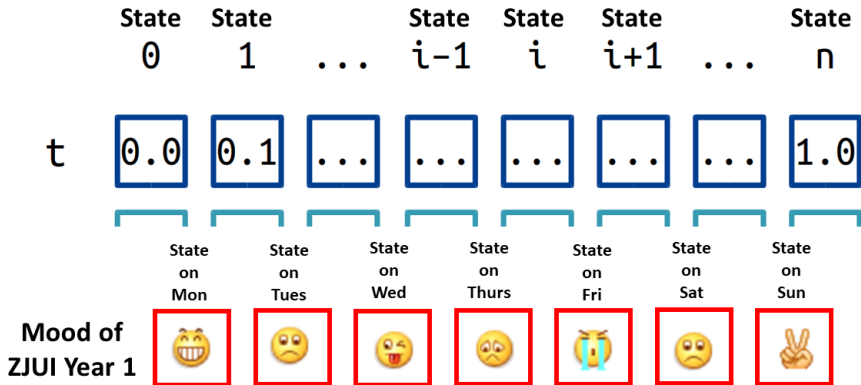 State State State State State State
0 1 ... i-1 i i+1 ... n
t 0.0 0.1 ... ... ... ... ... 1.0
State State State State State State State
on on on on on on on
Mon Tues Wed Thurs Fri Sat Sun
Mood of
ZJUI Year 1